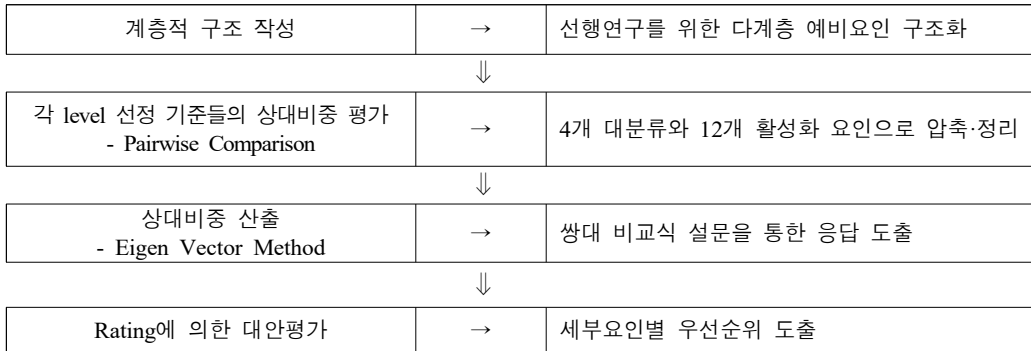 계층적 구조 작성 → 선행연구를 위한 다계층 예비요인 구조화
⇓
각 level 선정 기준들의 상대비중 평가
- Pairwise Comparison
→ 4개 대분류와 12개 활성화 요인으로 압축·정리
⇓
상대비중 산출
- Eigen Vector Method
→ 쌍대 비교식 설문을 통한 응답 도출
⇓
Rating에 의한 대안평가 → 세부요인별 우선순위 도출